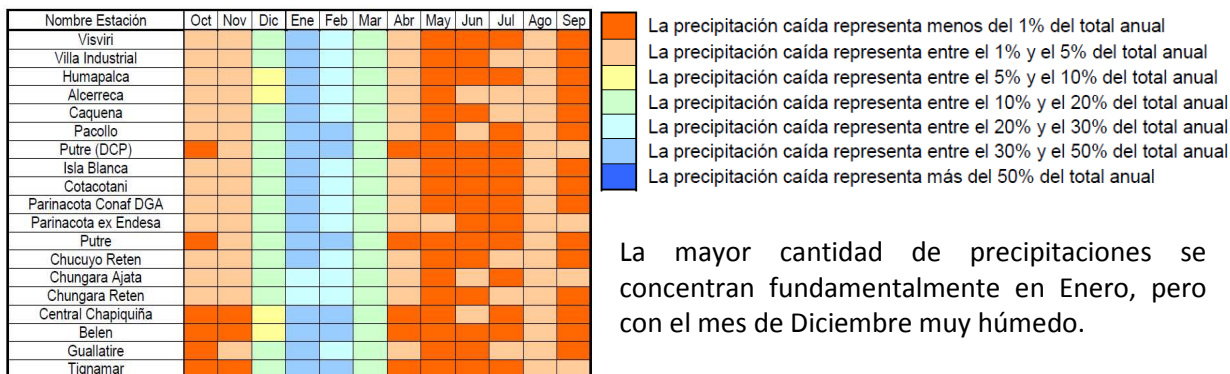 Nombre Estación Oct Nov Dic Ene Feb Mar Abr May Jun Jul Ago Sep
Visviri
Villa Industrial
Humapalca
Alcerreca
Caquena
Pacollo
Putre (DCP)
Isla Blanca
Cotacotani
Parinacota Conaf DGA
Parinacota ex Endesa
Putre
Chucuyo Reten
Chungara Ajata
Chungara Reten
Central Chapiquiña
Belen
Guallatire
Tignamar
La precipitación caída representa menos del 1% del total anual
La precipitación caída representa entre el 1% y el 5% del total anual
La precipitación caída representa entre el 5% y el 10% del total anual
La precipitación caída representa entre el 10% y el 20% del total anual
La precipitación caída representa entre el 20% y el 30% del total anual
La precipitación caída representa entre el 30% y el 50% del total anual
La precipitación caída representa más del 50% del total anual
La mayor cantidad de precipitaciones se
concentran fundamentalmente en Enero, pero
con el mes de Diciembre muy húmedo.